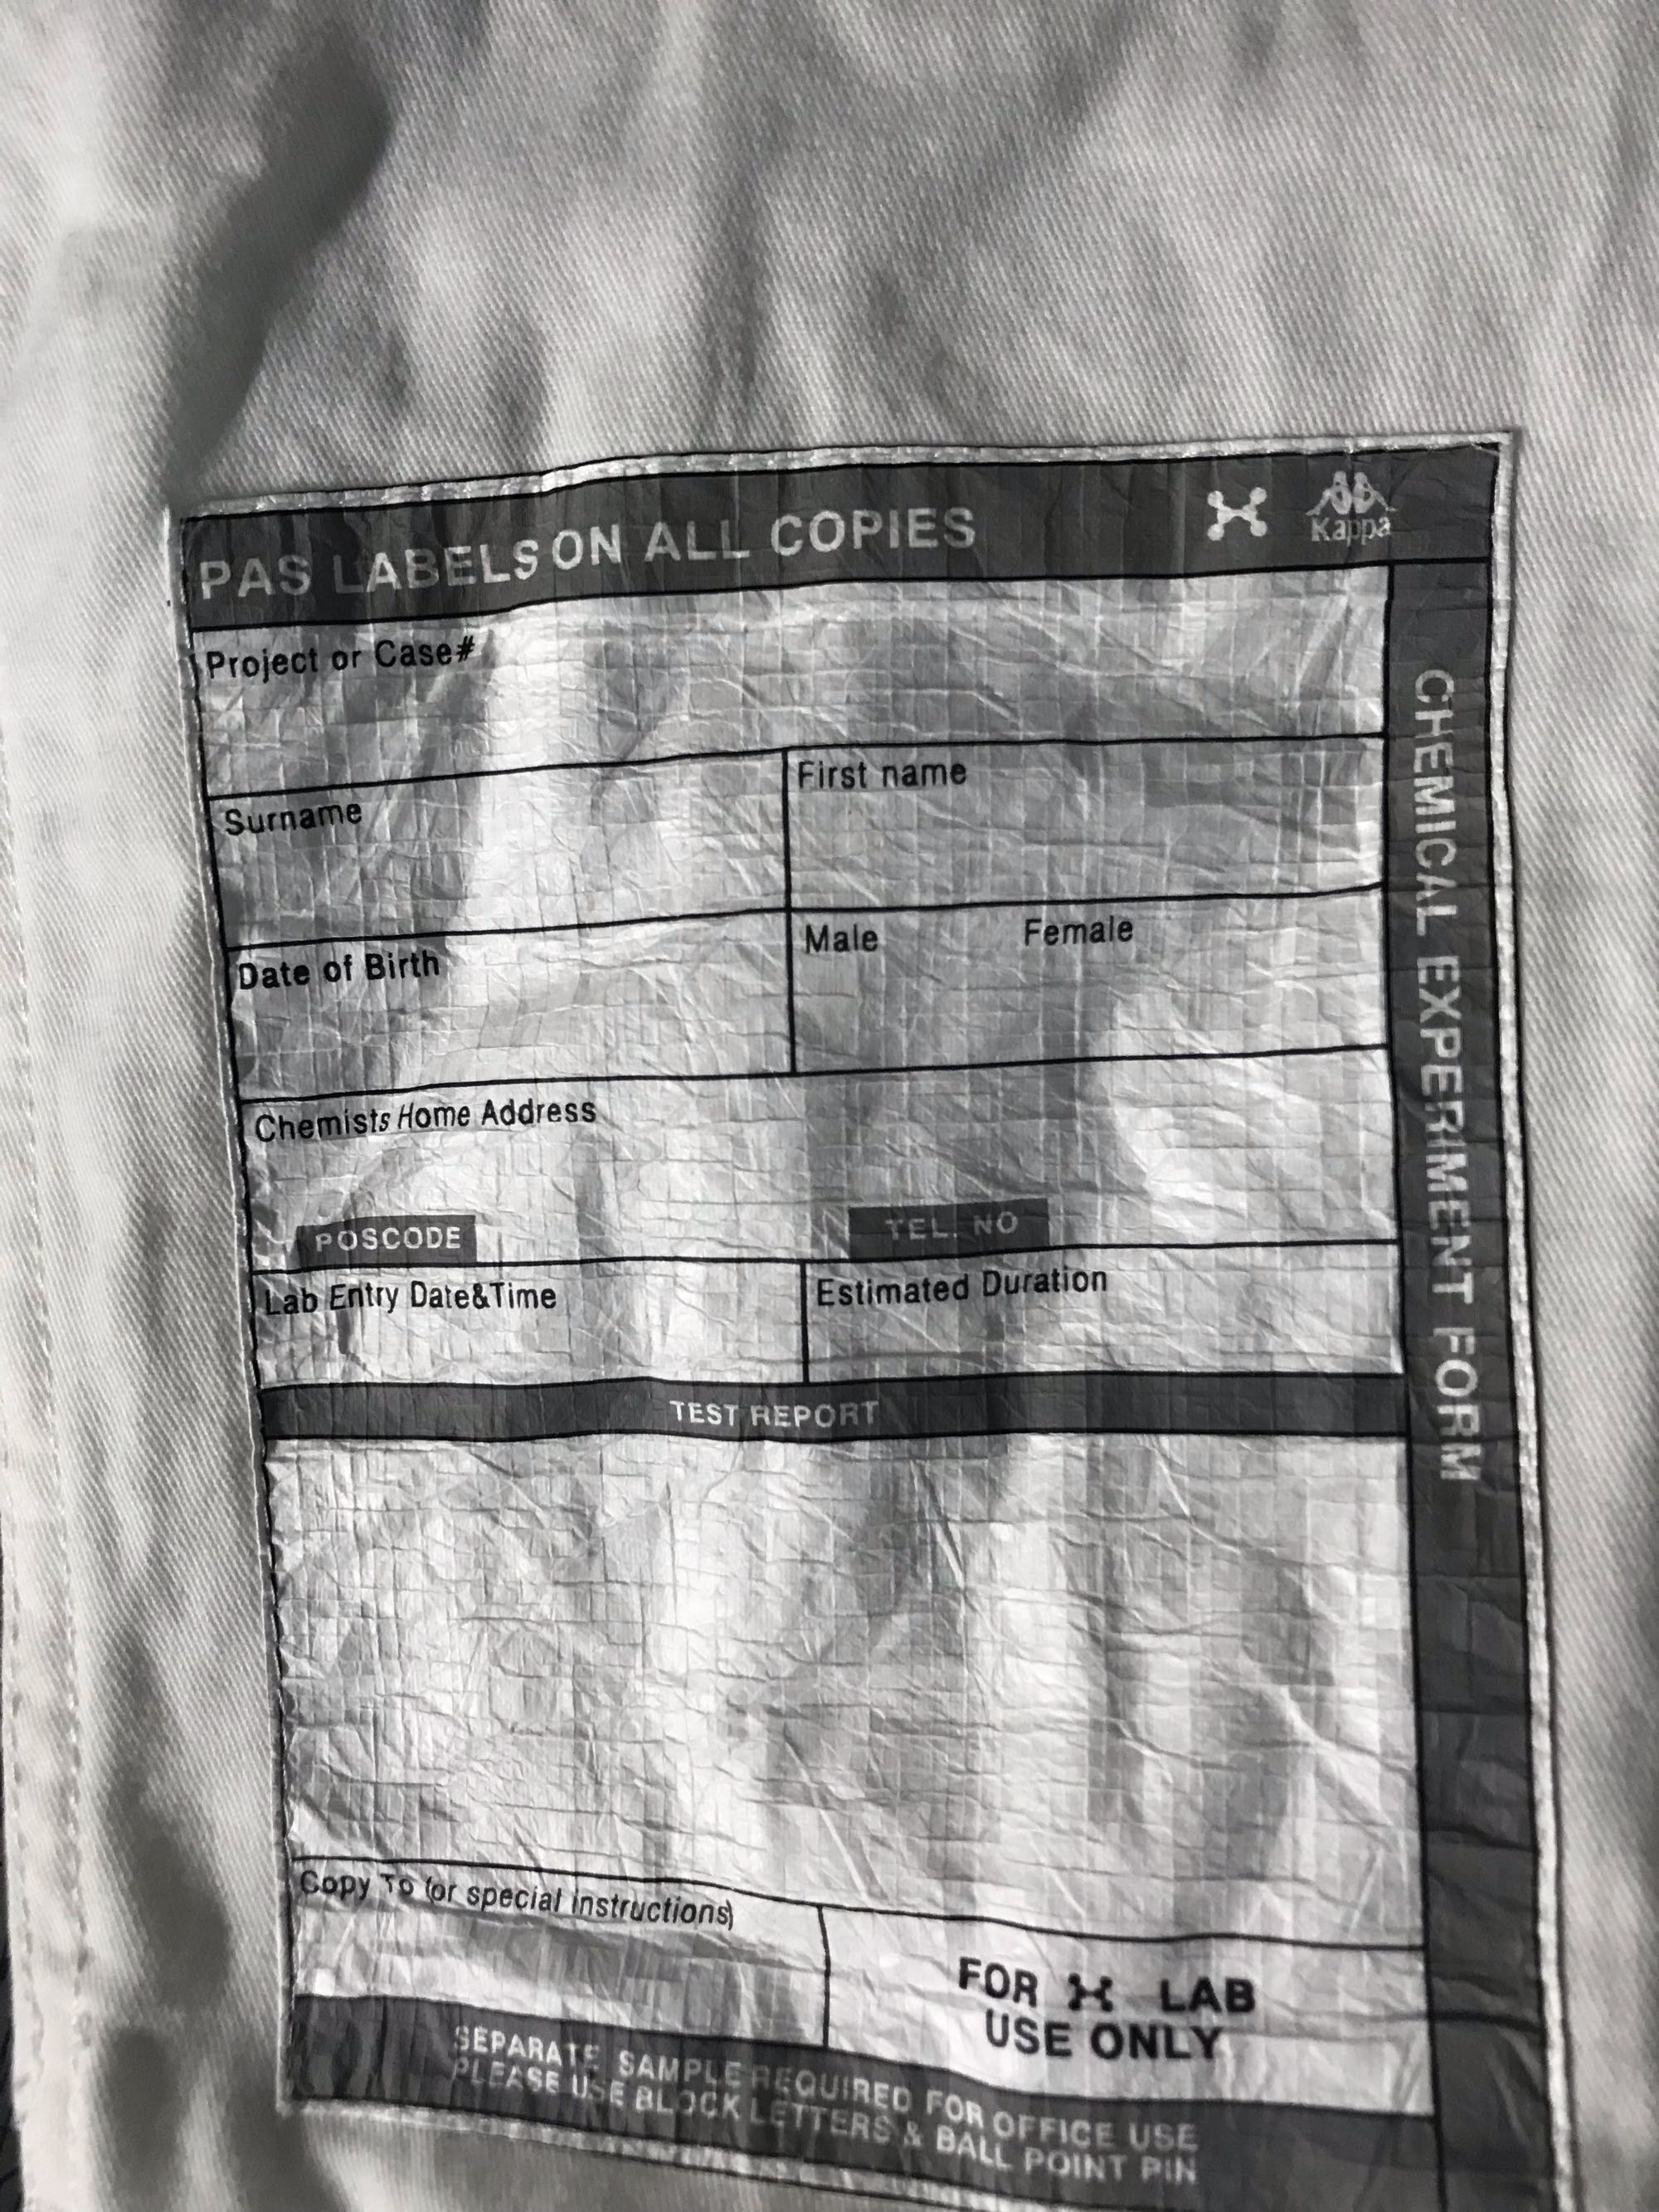 PAS LABELS ON ALL COPIES
Kappa
Project or Case#
Surname
First name
Date of Birth
Male Female
Chemists Home Address
POSCODE
TEL. NO
Lab Entry Date&Time
Estimated Duration
TEST REPORT
Copy To (or special instructions)
FOR LAB
USE ONLY
SEPARATE SAMPLE REQUIRED FOR OFFICE USE
PLEASE USE BLOCK LETTERS & BALL POINT PIN
CHEMICAL EXPERIMENT FORM